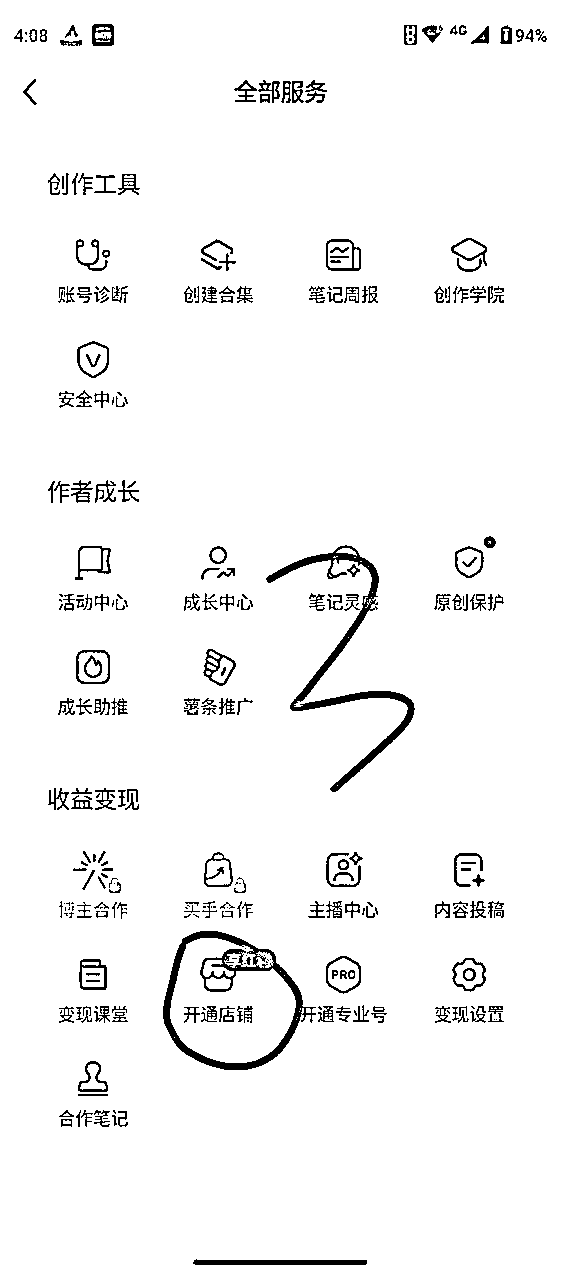 4:08 4G 94%
全部服务
创作工具
账号诊断 创建合集 笔记周报 创作学院
安全中心
作者成长
活动中心 成长中心 笔记灵感 原创保护
成长助推 薯条推广
3
收益变现
博主合作 买手合作 主播中心 内容投稿
PRO
变现课堂 开通店铺 开通专业号 变现设置
合作笔记